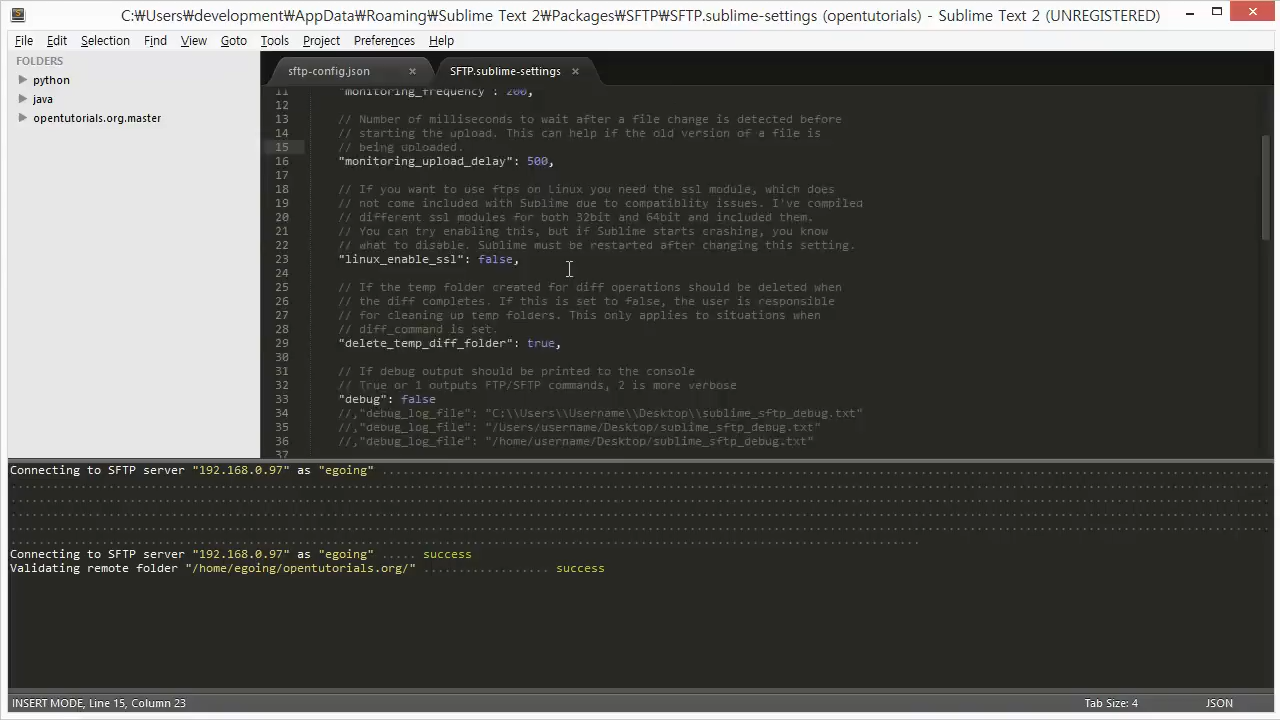 C:₩Users₩development₩AppData₩Roaming₩Sublime Text 2₩Packages₩SFTP₩SFTP.sublime-settings (opentutorials) - Sublime Text 2 (UNREGISTERED)
File Edit Selection Find View Goto Tools Project Preferences Help
FOLDERS
python
java
opentutorials.org.master
sftp-config.json
SFTP.sublime-settings
11 "monitoring_frequency": 200,
12
13 // Number of milliseconds to wait after a file change is detected before
14 // starting the upload. This can help if the old version of a file is
15 // being uploaded.
16 "monitoring_upload_delay": 500,
17
18 // If you want to use ftps on Linux you need the ssl module, which does
19 // not come included with Sublime due to compatiblity issues. I've compiled
20 // different ssl modules for both 32bit and 64bit and included them.
21 // You can try enabling this, but if Sublime starts crashing, you know
22 // what to disable. Sublime must be restarted after changing this setting.
23 "linux_enable_ssl": false,
24
25 // If the temp folder created for diff operations should be deleted when
26 // the diff completes. If this is set to false, the user is responsible
27 // for cleaning up temp folders. This only applies to situations when
28 // diff_command is set.
29 "delete_temp_diff_folder": true,
30
31 // If debug output should be printed to the console
32 // True or 1 outputs FTP/SFTP commands, 2 is more verbose
33 "debug": false
34 //,"debug_log_file": "C:\\Users\\Username\\Desktop\\sublime_sftp_debug.txt"
35 //,"debug_log_file": "/Users/username/Desktop/sublime_sftp_debug.txt"
36 //,"debug_log_file": "/home/username/Desktop/sublime_sftp_debug.txt"
37
Connecting to SFTP server "192.168.0.97" as "egoing"
Connecting to SFTP server "192.168.0.97" as "egoing" ..... success
Validating remote folder "/home/egoing/opentutorials.org/" .................. success
INSERT MODE, Line 15, Column 23
Tab Size: 4
JSON